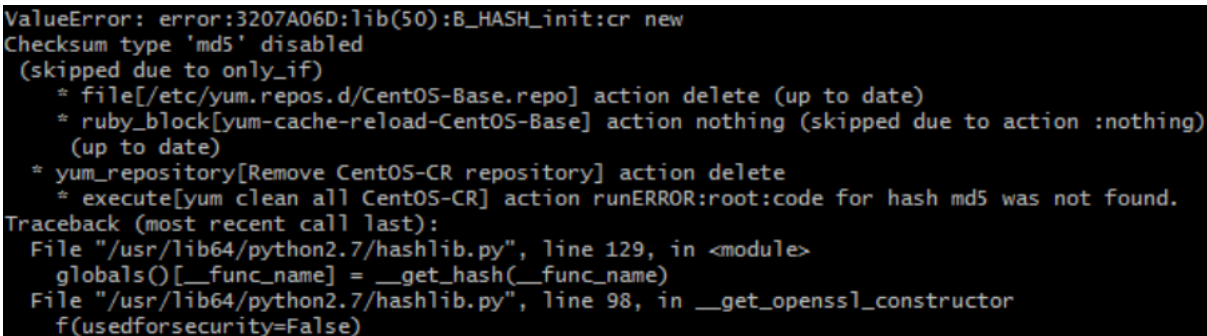 ValueError: error:3207A06D:lib(50):B_HASH_init:cr new
Checksum type 'md5' disabled
(skipped due to only_if)
* file[/etc/yum.repos.d/CentOS-Base.repo] action delete (up to date)
* ruby_block[yum-cache-reload-CentOS-Base] action nothing (skipped due to action :nothing)
(up to date)
* yum_repository[Remove CentOS-CR repository] action delete
* execute[yum clean all CentOS-CR] action runERROR:root:code for hash md5 was not found.
Traceback (most recent call last):
File "/usr/lib64/python2.7/hashlib.py", line 129, in <module>
globals()[__func_name] = __get_hash(__func_name)
File "/usr/lib64/python2.7/hashlib.py", line 98, in __get_openssl_constructor
f(usedforsecurity=False)